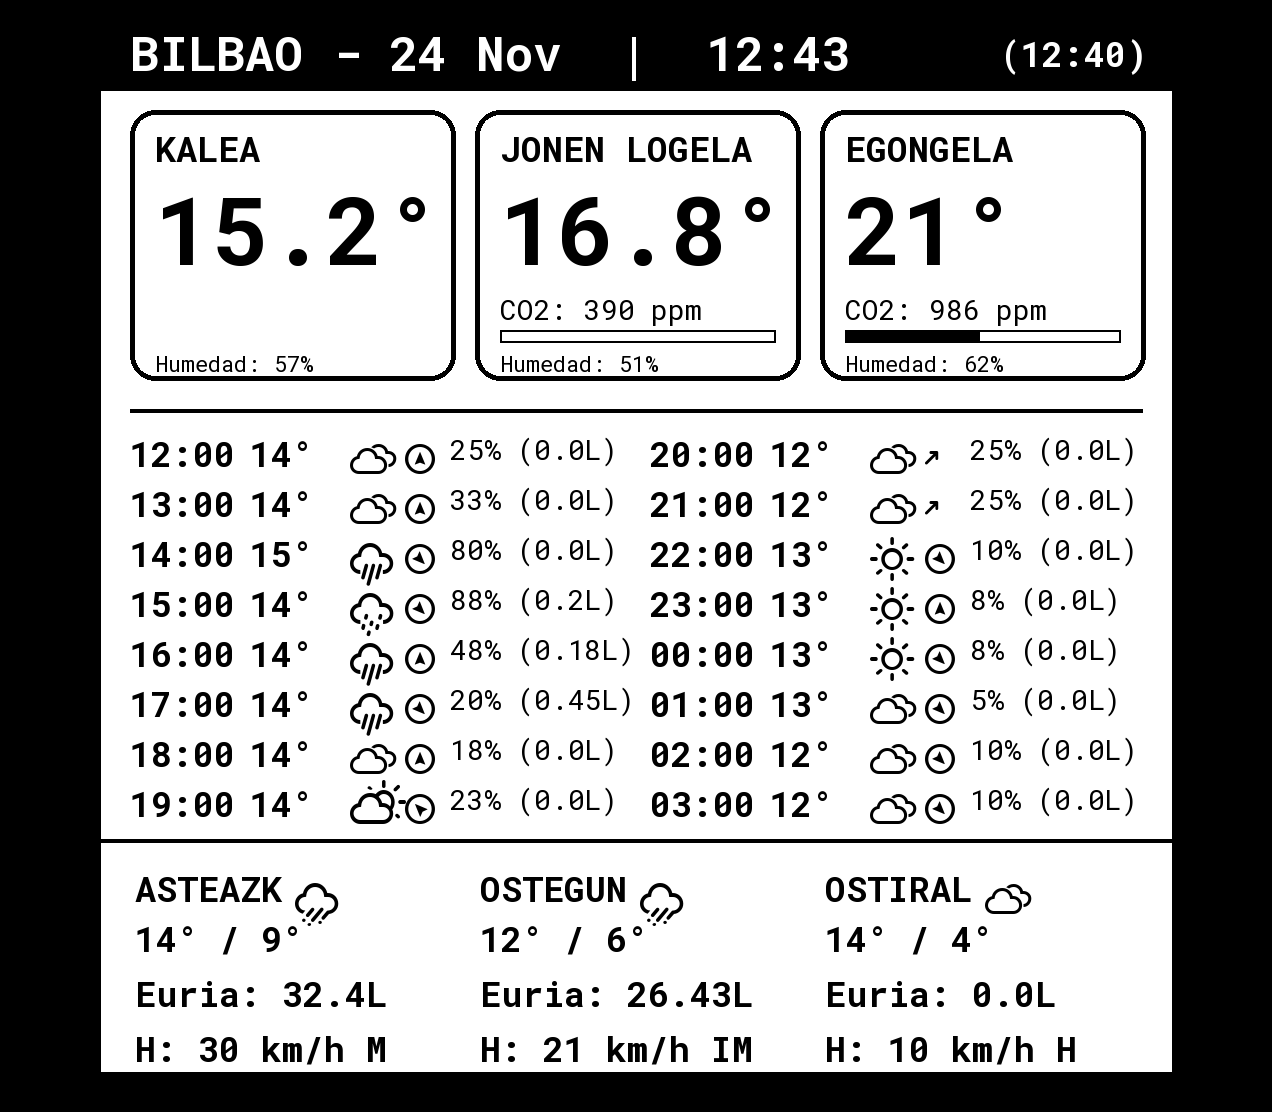 BILBAO - 24 Nov | 12:43 (12:40)
KALEA
15.2°
Humedad: 57%
JONEN LOGELA
16.8°
CO2: 390 ppm
Humedad: 51%
EGONGELA
21°
CO2: 986 ppm
Humedad: 62%
12:00 14° 25% (0.0L)
13:00 14° 33% (0.0L)
14:00 15° 80% (0.0L)
15:00 14° 88% (0.2L)
16:00 14° 48% (0.18L)
17:00 14° 20% (0.45L)
18:00 14° 18% (0.0L)
19:00 14° 23% (0.0L)
20:00 12° 25% (0.0L)
21:00 12° 25% (0.0L)
22:00 13° 10% (0.0L)
23:00 13° 8% (0.0L)
00:00 13° 8% (0.0L)
01:00 13° 5% (0.0L)
02:00 12° 10% (0.0L)
03:00 12° 10% (0.0L)
ASTEAZK
14° / 9°
Euria: 32.4L
H: 30 km/h M
OSTEGUN
12° / 6°
Euria: 26.43L
H: 21 km/h IM
OSTIRAL
14° / 4°
Euria: 0.0L
H: 10 km/h H